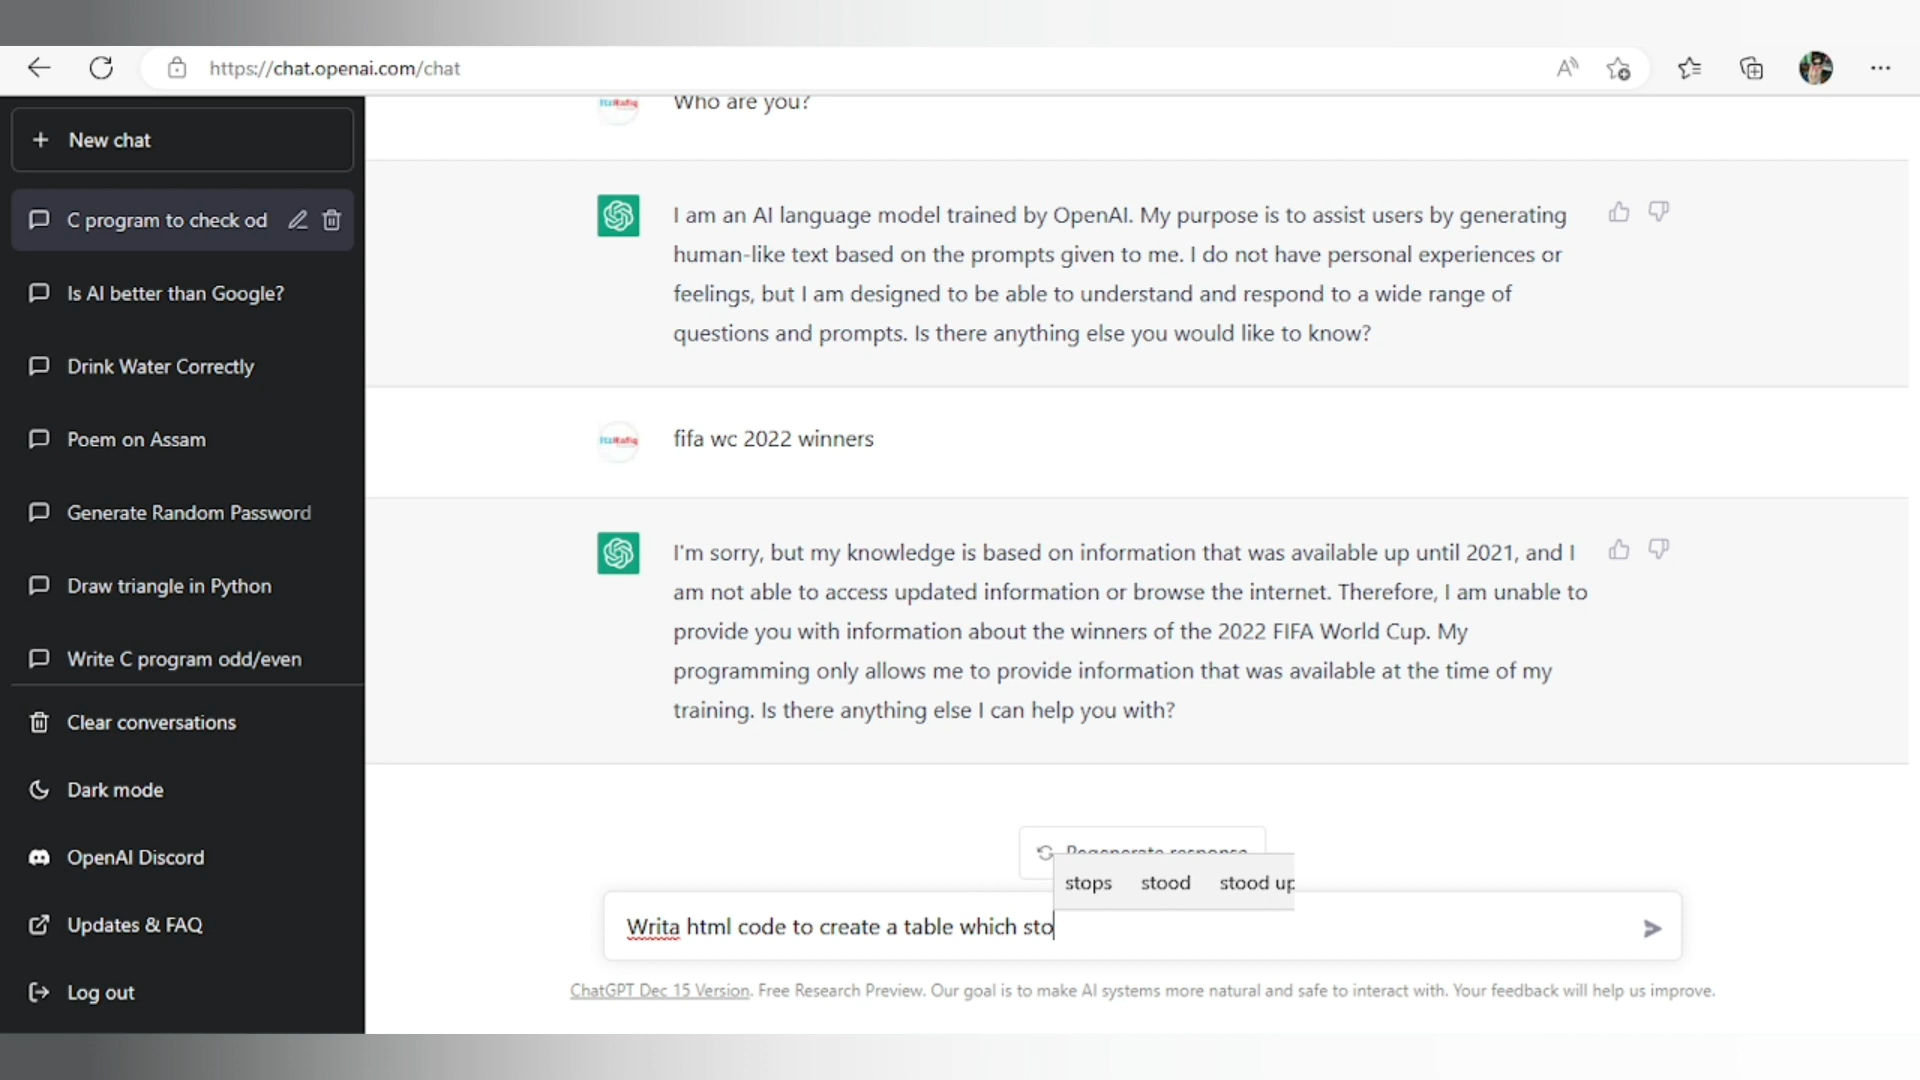 https://chat.openai.com/chat
New chat
C program to check od
Is AI better than Google?
Drink Water Correctly
Poem on Assam
Generate Random Password
Draw triangle in Python
Write C program odd/even
Clear conversations
Dark mode
OpenAI Discord
Updates & FAQ
Log out
Who are you?
I am an AI language model trained by OpenAI. My purpose is to assist users by generating
human-like text based on the prompts given to me. I do not have personal experiences or
feelings, but I am designed to be able to understand and respond to a wide range of
questions and prompts. Is there anything else you would like to know?
ItzRafiq
fifa wc 2022 winners
I'm sorry, but my knowledge is based on information that was available up until 2021, and I
am not able to access updated information or browse the internet. Therefore, I am unable to
provide you with information about the winners of the 2022 FIFA World Cup. My
programming only allows me to provide information that was available at the time of my
training. Is there anything else I can help you with?
Regenerate response
stops stood stood up
Writa html code to create a table which sto
ChatGPT Dec 15 Version. Free Research Preview. Our goal is to make AI systems more natural and safe to interact with. Your feedback will help us improve.